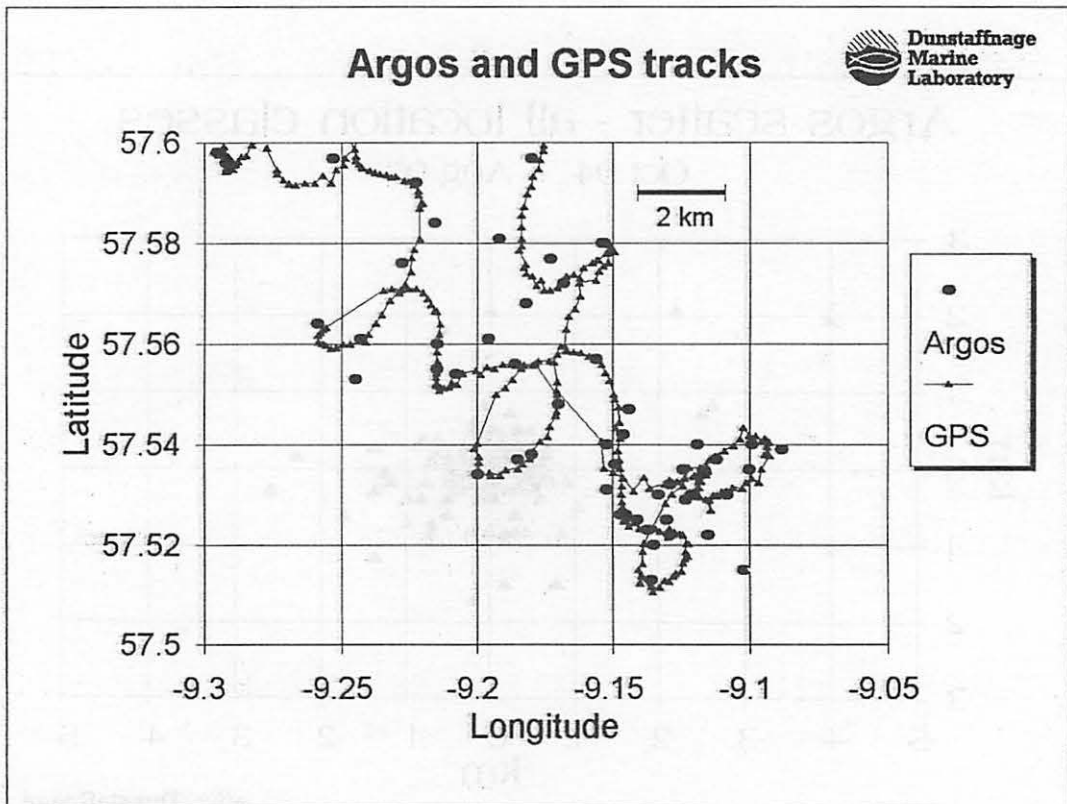 Argos and GPS tracks
Dunstaffnage
Marine
Laboratory
57.6
57.58
57.56
57.54
57.52
57.5
Latitude
2 km
Argos
GPS
-9.3 -9.25 -9.2 -9.15 -9.1 -9.05
Longitude